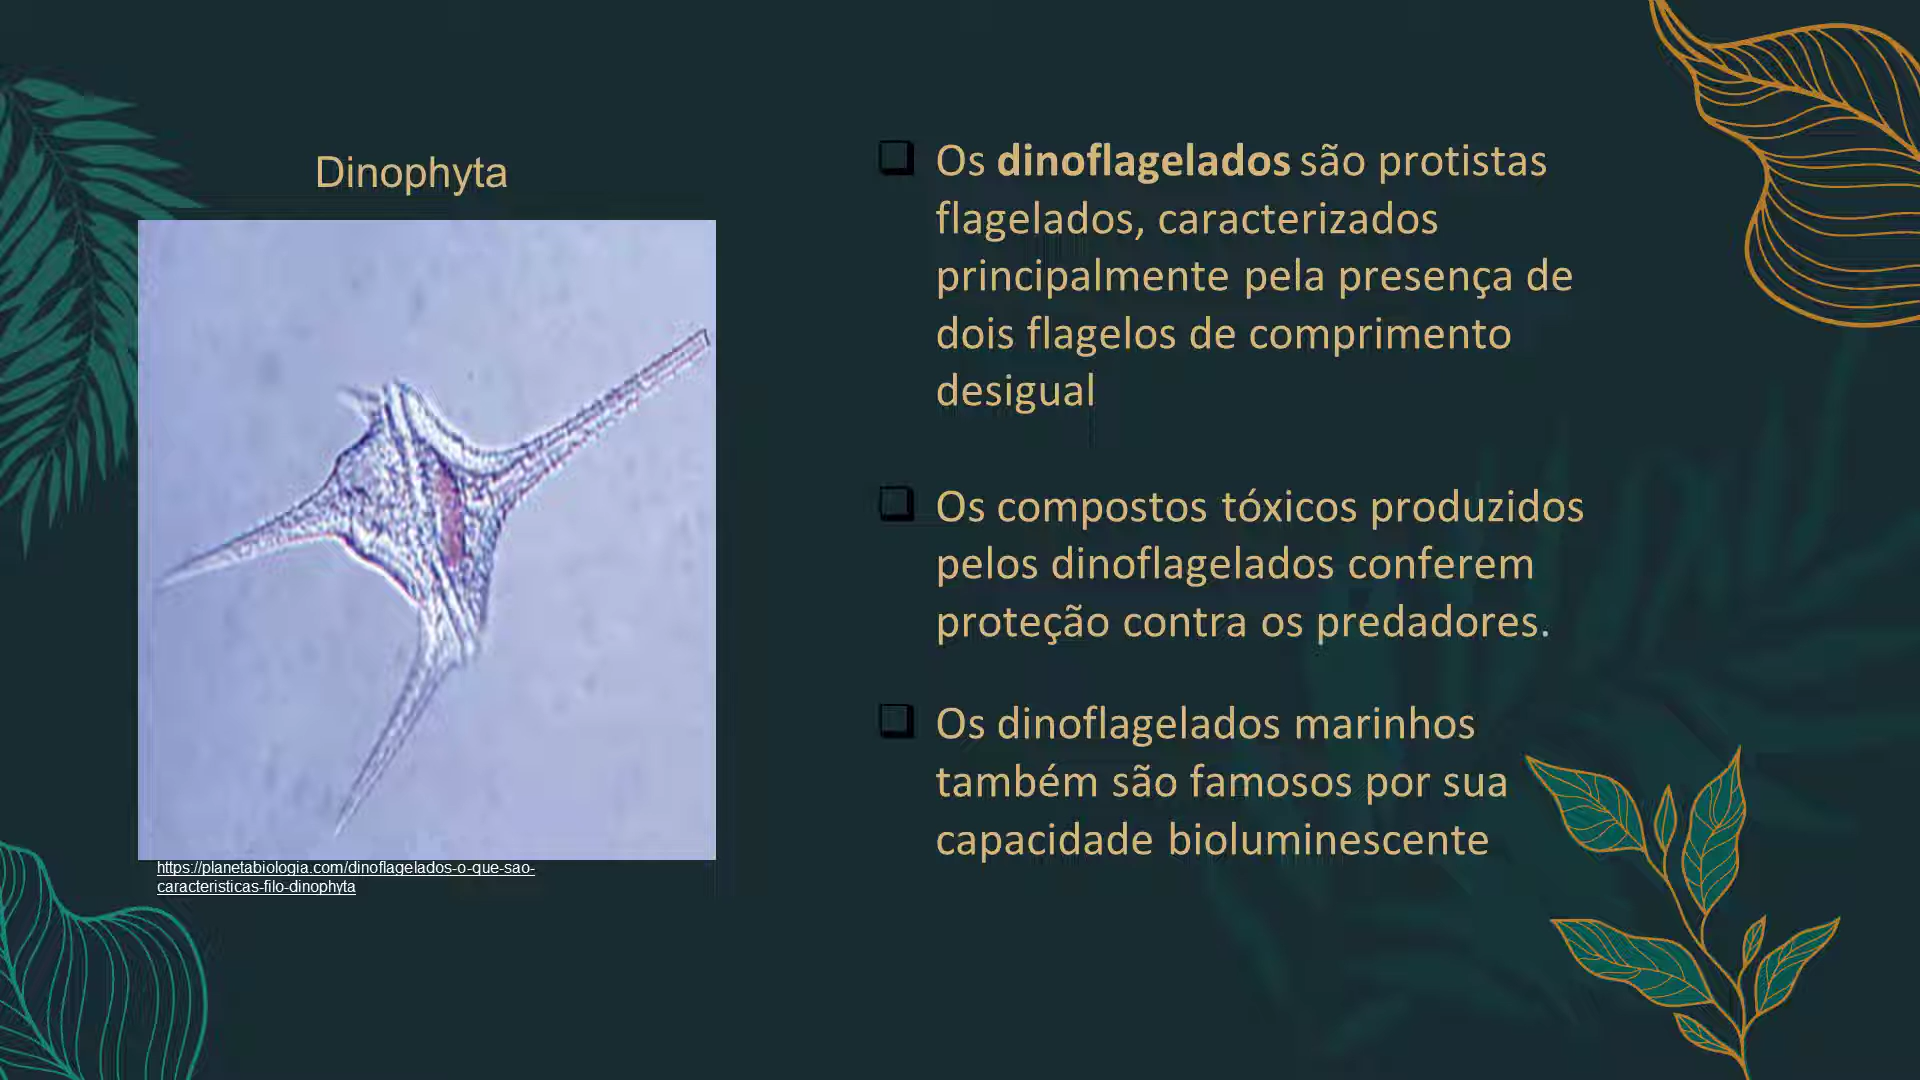 Dinophyta
https://planetabiologia.com/dinoflagelados-o-que-sao-
caracteristicas-filo-dinophyta
Os dinoflagelados são protistas
flagelados, caracterizados
principalmente pela presença de
dois flagelos de comprimento
desigual
Os compostos tóxicos produzidos
pelos dinoflagelados conferem
proteção contra os predadores.
Os dinoflagelados marinhos
também são famosos por sua
capacidade bioluminescente